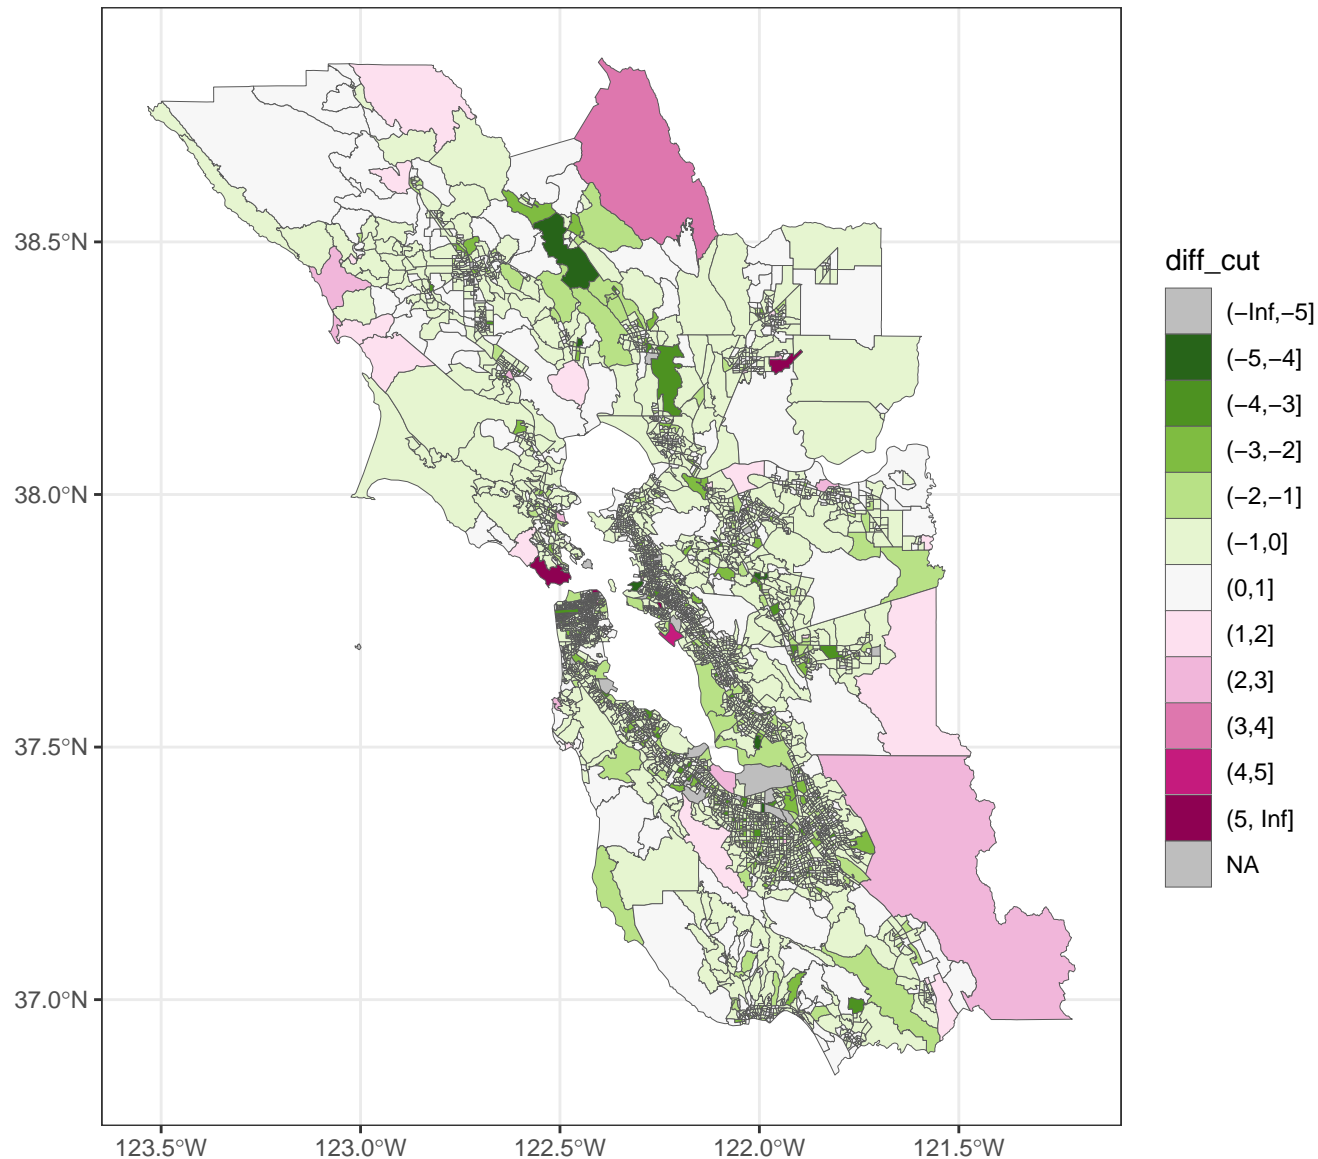 38.5°N
38.0°N
37.5°N
37.0°N
123.5°W 123.0°W 122.5°W 122.0°W 121.5°W
diff_cut
(−Inf,−5]
(−5,−4]
(−4,−3]
(−3,−2]
(−2,−1]
(−1,0]
(0,1]
(1,2]
(2,3]
(3,4]
(4,5]
(5, Inf]
NA